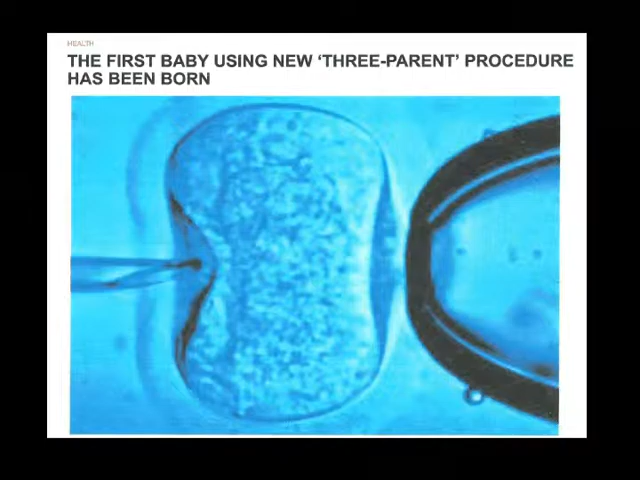 HEALTH
THE FIRST BABY USING NEW ‘THREE-PARENT’ PROCEDURE
HAS BEEN BORN